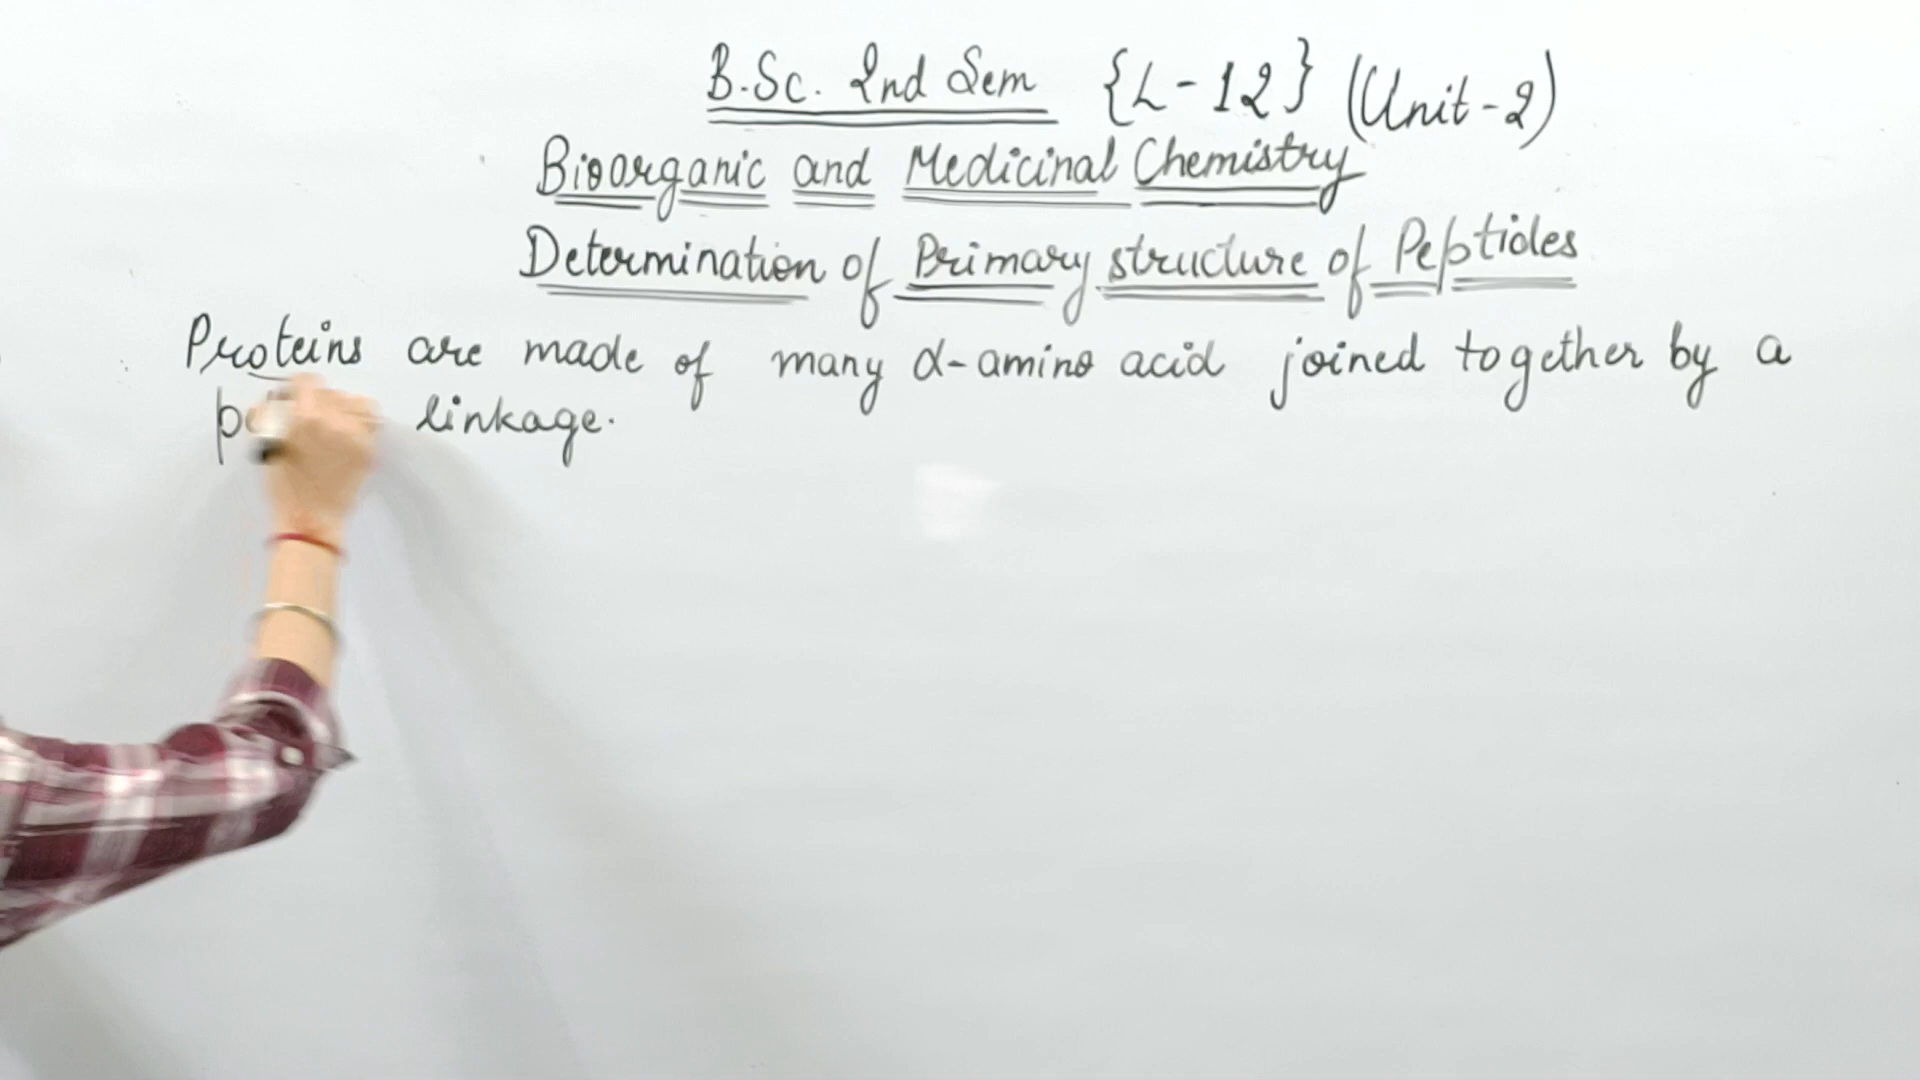 B.Sc. 2nd Sem {L-12} (Unit-2)
Bioorganic and Medicinal Chemistry
Determination of Primary structure of Peptides
Proteins are made of many α-amino acid joined together by a
linkage.